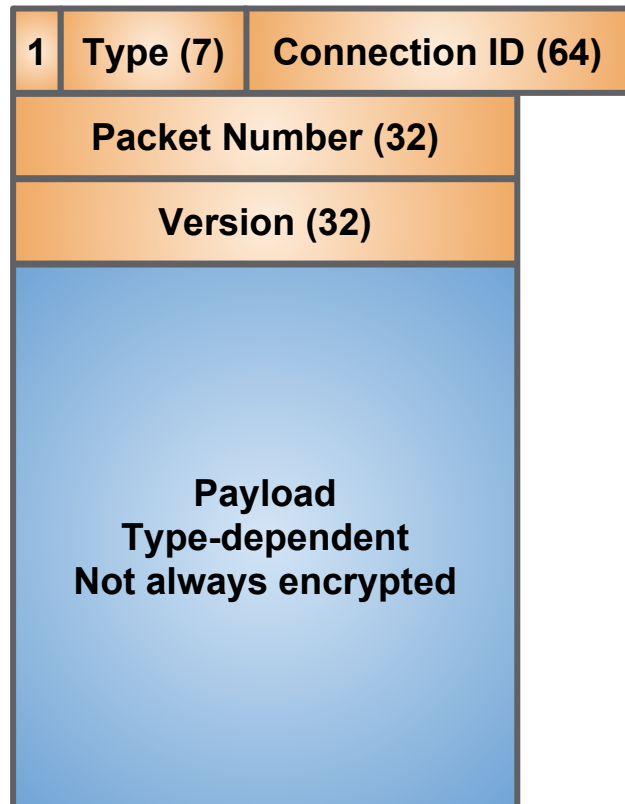 1 Type (7) Connection ID (64)
Packet Number (32)
Version (32)
Payload
Type-dependent
Not always encrypted